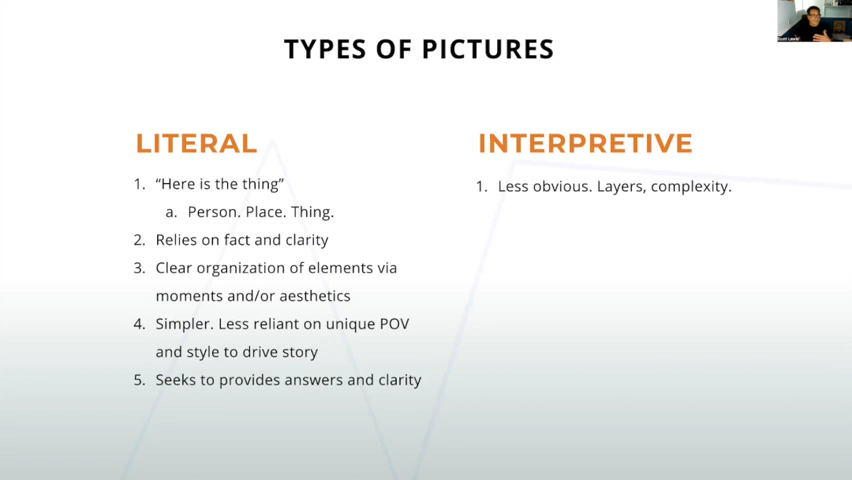 TYPES OF PICTURES
LITERAL
1. “Here is the thing”
a. Person. Place. Thing.
2. Relies on fact and clarity
3. Clear organization of elements via
moments and/or aesthetics
4. Simpler. Less reliant on unique POV
and style to drive story
5. Seeks to provides answers and clarity
INTERPRETIVE
1. Less obvious. Layers, complexity.
Scott Lewis